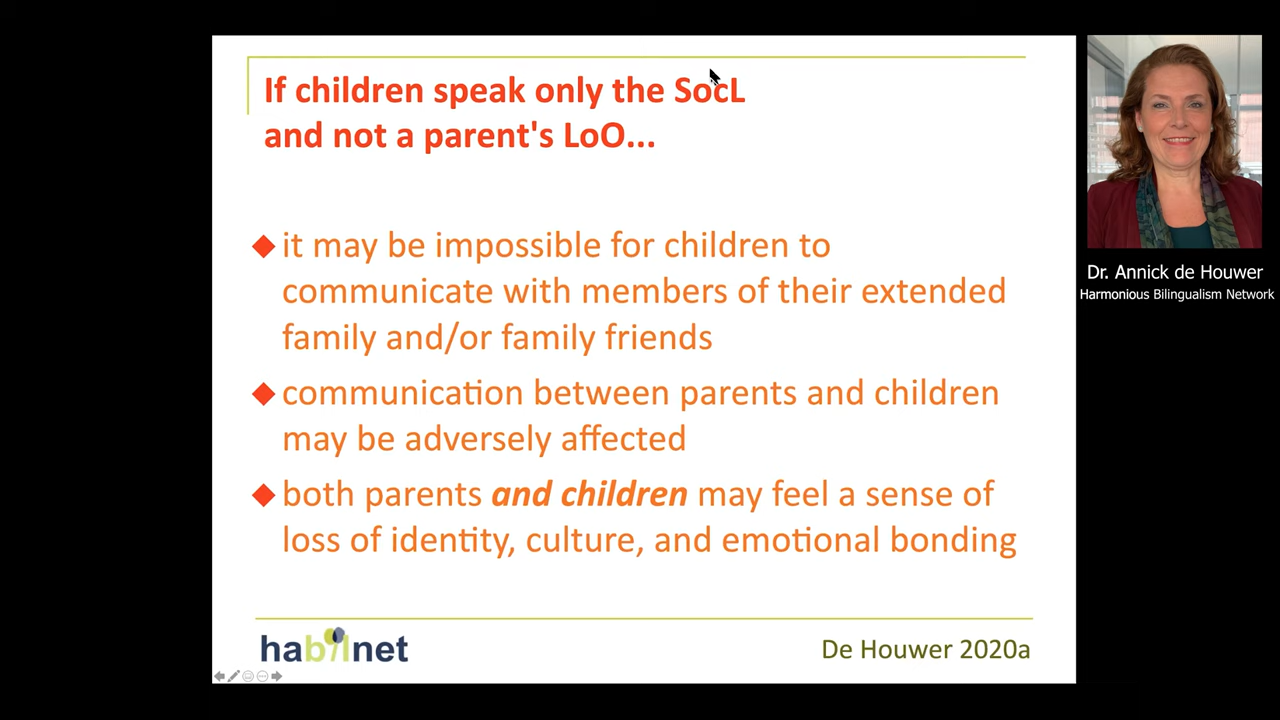 If children speak only the SocL
and not a parent's LoO...
it may be impossible for children to
communicate with members of their extended
family and/or family friends
communication between parents and children
may be adversely affected
both parents and children may feel a sense of
loss of identity, culture, and emotional bonding
habilnet
De Houwer 2020a
Dr. Annick de Houwer
Harmonious Bilingualism Network